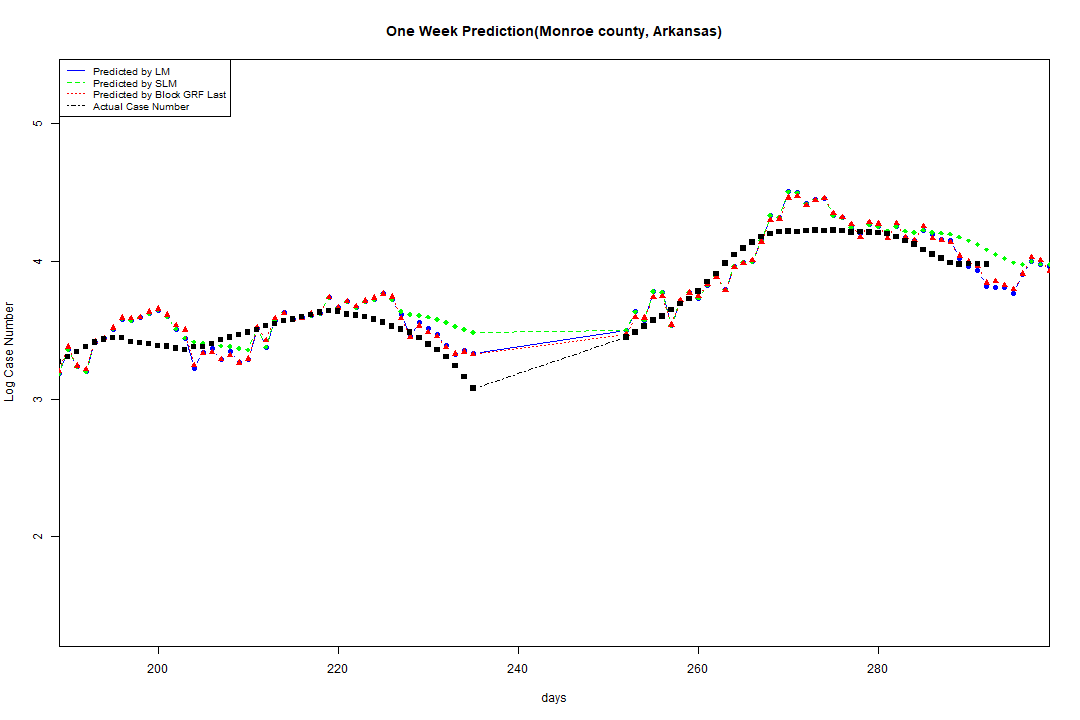 One Week Prediction(Monroe county, Arkansas)
Predicted by LM
Predicted by SLM
Predicted by Block GRF Last
Actual Case Number
5
4
3
2
Log Case Number
200 220 240 260 280
days